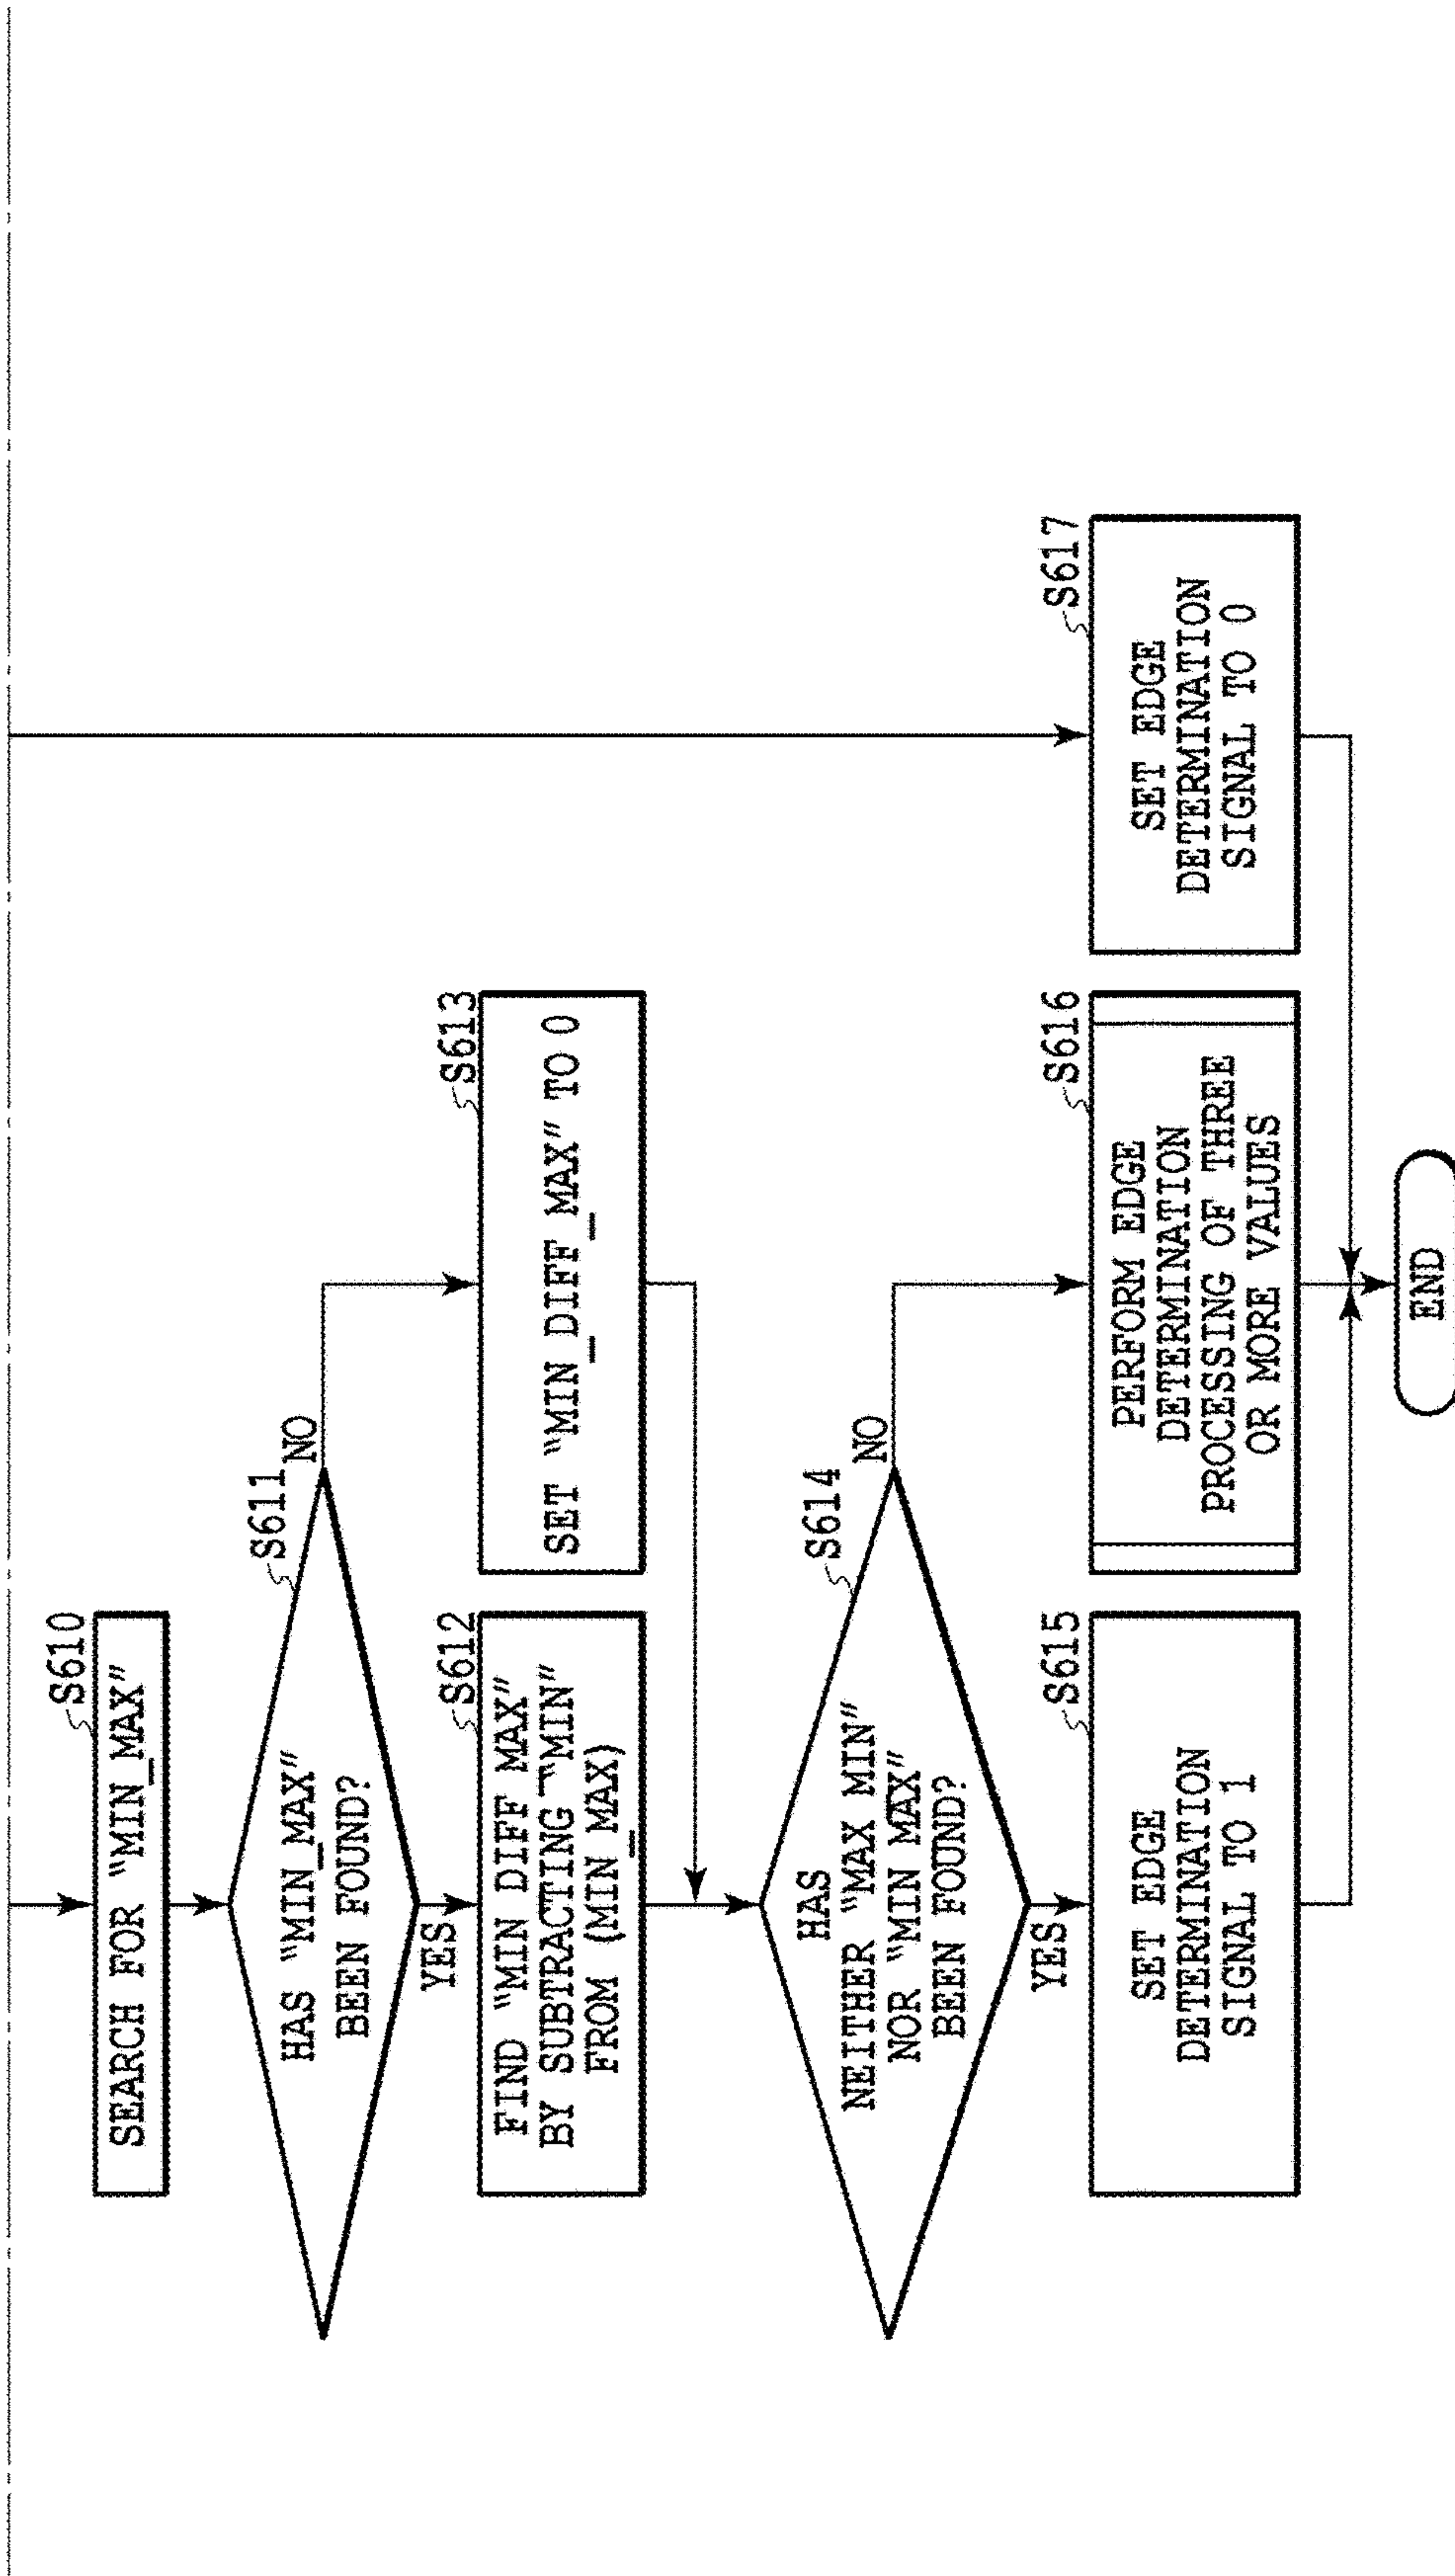 S610
SEARCH FOR “MIN_MAX”
S611
HAS “MIN_MAX”
BEEN FOUND?
NO
YES
S612
FIND “MIN_DIFF_MAX”
BY SUBTRACTING “MIN”
FROM (MIN_MAX)
S613
SET “MIN_DIFF_MAX” TO 0
S614
HAS
NEITHER “MAX_MIN”
NOR “MIN_MAX”
BEEN FOUND?
NO
YES
S615
SET EDGE
DETERMINATION
SIGNAL TO 1
S616
PERFORM EDGE
DETERMINATION
PROCESSING OF THREE
OR MORE VALUES
S617
SET EDGE
DETERMINATION
SIGNAL TO 0
END